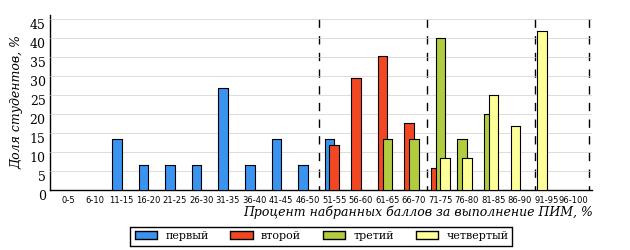 45
40
35
30
25
20
15
10
5
0
Доля студентов, %
0-5 6-10 11-15 16-20 21-25 26-30 31-35 36-40 41-45 46-50 51-55 56-60 61-65 66-70 71-75 76-80 81-85 86-90 91-95 96-100
Процент набранных баллов за выполнение ПИМ, %
первый второй третий четвертый